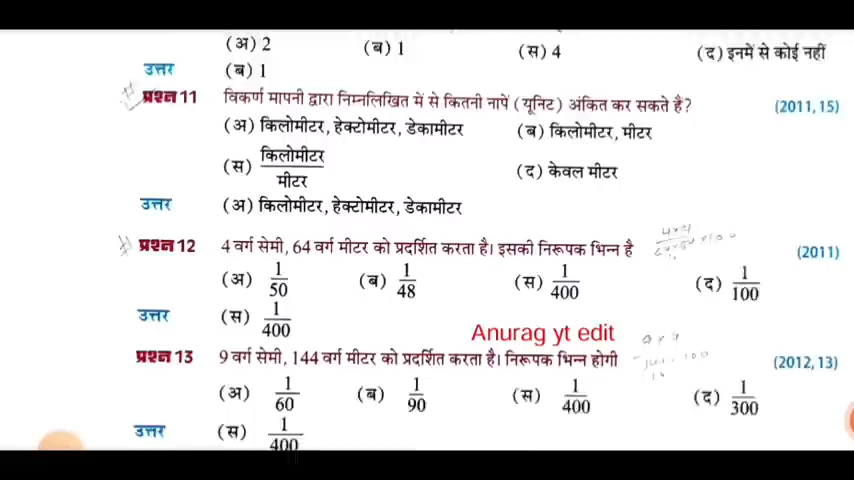 (अ) 2 (ब) 1 (स) 4 (द) इनमें से कोई नहीं
उत्तर (ब) 1
प्रश्न 11 विकर्ण मापनी द्वारा निम्नलिखित में से कितनी नापें (यूनिट) अंकित कर सकते हैं? (2011, 15)
(अ) किलोमीटर, हेक्टोमीटर, डेकामीटर (ब) किलोमीटर, मीटर
(स) किलोमीटर/मीटर (द) केवल मीटर
उत्तर (अ) किलोमीटर, हेक्टोमीटर, डेकामीटर
प्रश्न 12 4 वर्ग सेमी, 64 वर्ग मीटर को प्रदर्शित करता है। इसकी निरूपक भिन्न है (2011)
(अ) 1/50 (ब) 1/48 (स) 1/400 (द) 1/100
उत्तर (स) 1/400
Anurag yt edit
प्रश्न 13 9 वर्ग सेमी, 144 वर्ग मीटर को प्रदर्शित करता है। निरूपक भिन्न होगी (2012, 13)
(अ) 1/60 (ब) 1/90 (स) 1/400 (द) 1/300
उत्तर (स) 1/400